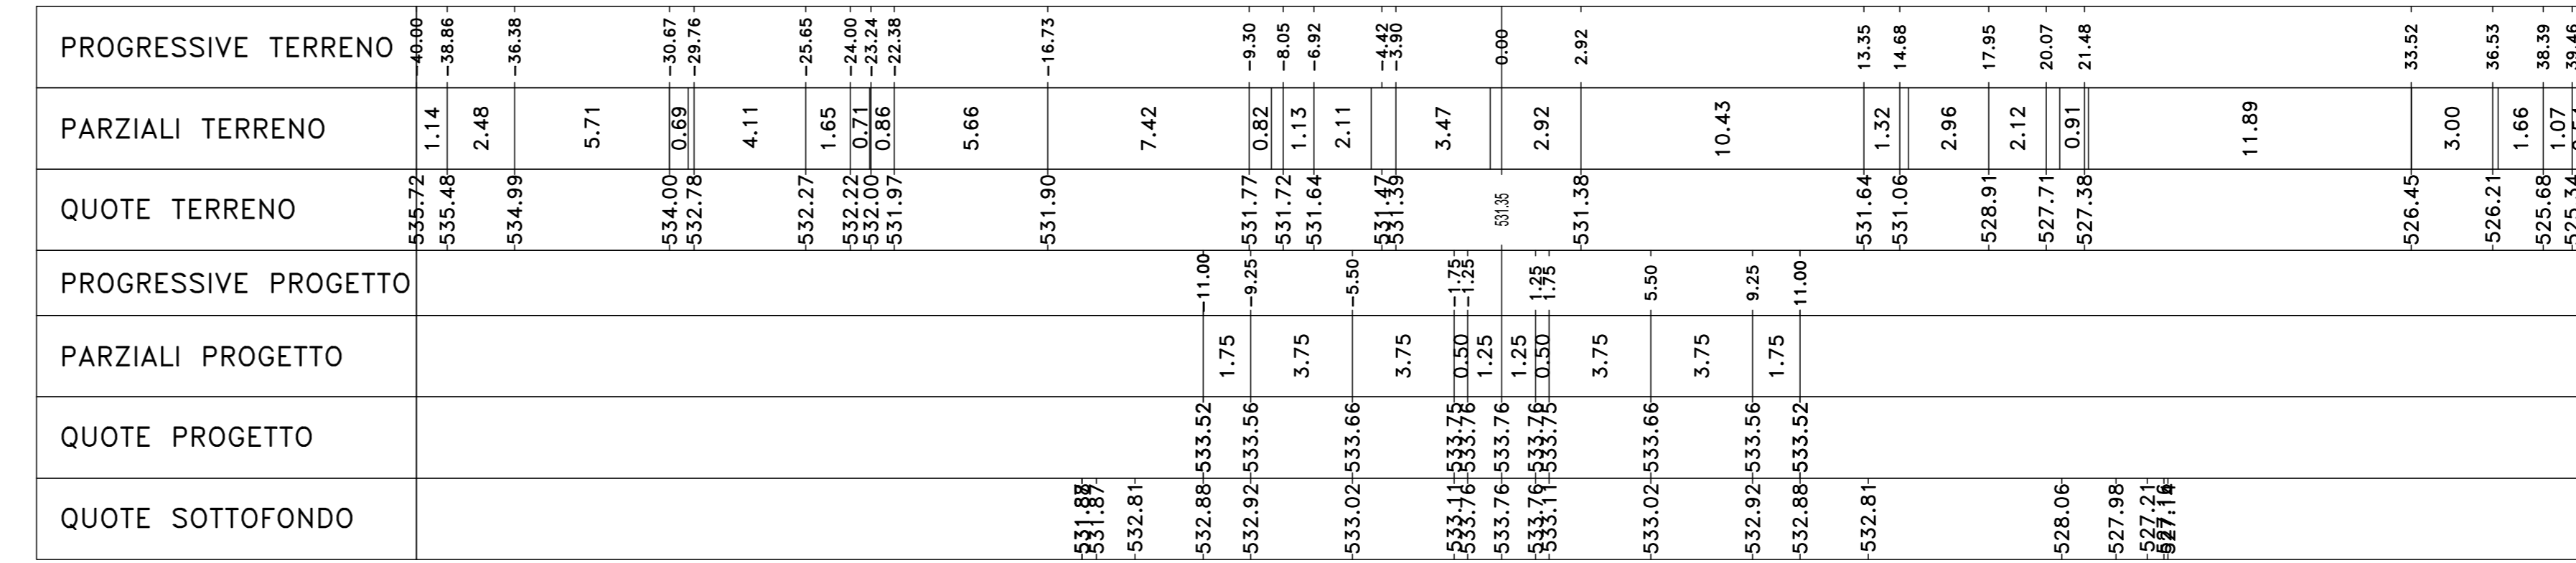 PROGRESSIVE TERRENO -40.00 -38.86 -36.38 -30.67 -29.76 -25.65 -24.00 -23.24 -22.38 -16.73 -9.30 -8.05 -6.92 -4.42 -3.90 0.00 2.92 13.35 14.68 17.95 20.07 21.48 33.52 36.53 38.39 39.46
PARZIALI TERRENO 1.14 2.48 5.71 0.69 4.11 1.65 0.71 0.86 5.66 7.42 0.82 1.13 2.11 3.47 2.92 10.43 1.32 2.96 2.12 0.91 11.89 3.00 1.66 1.07
QUOTE TERRENO 535.72 535.48 534.99 534.00 532.78 532.27 532.22 532.00 531.97 531.90 531.77 531.72 531.64 531.47 531.39 531.35 531.38 531.64 531.06 528.91 527.71 527.38 526.45 526.21 525.68 525.34
PROGRESSIVE PROGETTO -11.00 -9.25 -5.50 -1.75 -1.25 1.25 1.75 5.50 9.25 11.00
PARZIALI PROGETTO 1.75 3.75 3.75 0.50 1.25 1.25 0.50 3.75 3.75 1.75
QUOTE PROGETTO 533.52 533.56 533.66 533.75 533.76 533.76 533.76 533.75 533.66 533.56 533.52
QUOTE SOTTOFONDO 531.87 532.81 532.88 532.92 533.02 533.11 533.76 533.76 533.76 533.11 533.02 532.92 532.88 532.81 528.06 527.98 527.21 527.14